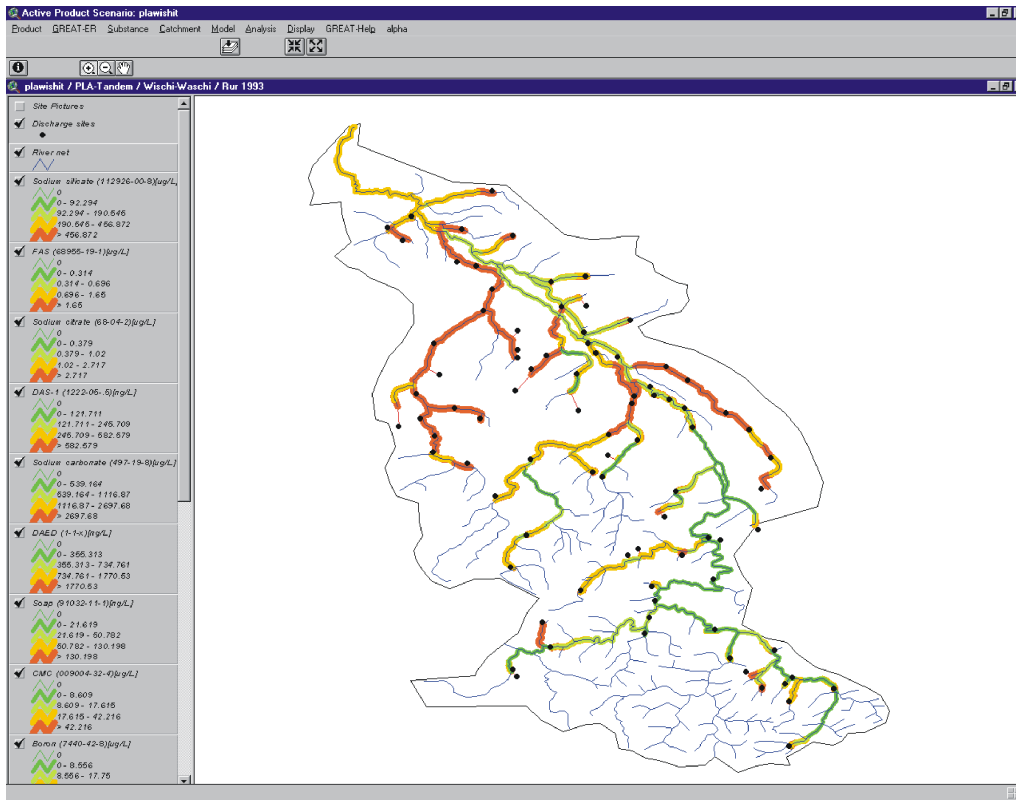 Active Product Scenario: plawishit
Product GREAT-ER Substance Catchment Model Analysis Display GREAT-Help alpha
plawishit / PLA-Tandem / Wischi-Waschi / Rur 1993
Site Pictures
Discharge sites
River net
Sodium silicate (112926-00-8)[ug/L,
0
0- 92.294
92.294 - 190.545
190.545 - 456.872
> 456.872
FAS (68955-19-1)[ug/L]
0
0- 0.314
0.314 - 0.696
0.696 - 1.65
> 1.65
Sodium citrate (68-04-2)[ug/L]
0
0- 0.379
0.379 - 1.02
1.02 - 2.717
> 2.717
DAS-1 (1222-05-.5)[ng/L]
0
0- 121.711
121.711 - 245.709
245.709 - 582.579
> 582.579
Sodium carbonate (497-19-8)[ug/L]
0
0- 539.164
539.164 - 1116.87
1116.87 - 2697.68
> 2697.68
DAED (1-1-x)[ng/L]
0
0- 355.313
355.313 - 734.761
734.761 - 1770.53
> 1770.53
Soap (91032-11-1)[ng/L]
0
0- 21.619
21.619 - 50.782
50.782 - 130.198
> 130.198
CMC (009004-32-4)[ug/L]
0
0- 8.609
8.609 - 17.615
17.615 - 42.216
> 42.216
Boron (7440-42-8)[ug/L]
0
0- 8.556
8.556 - 17.75